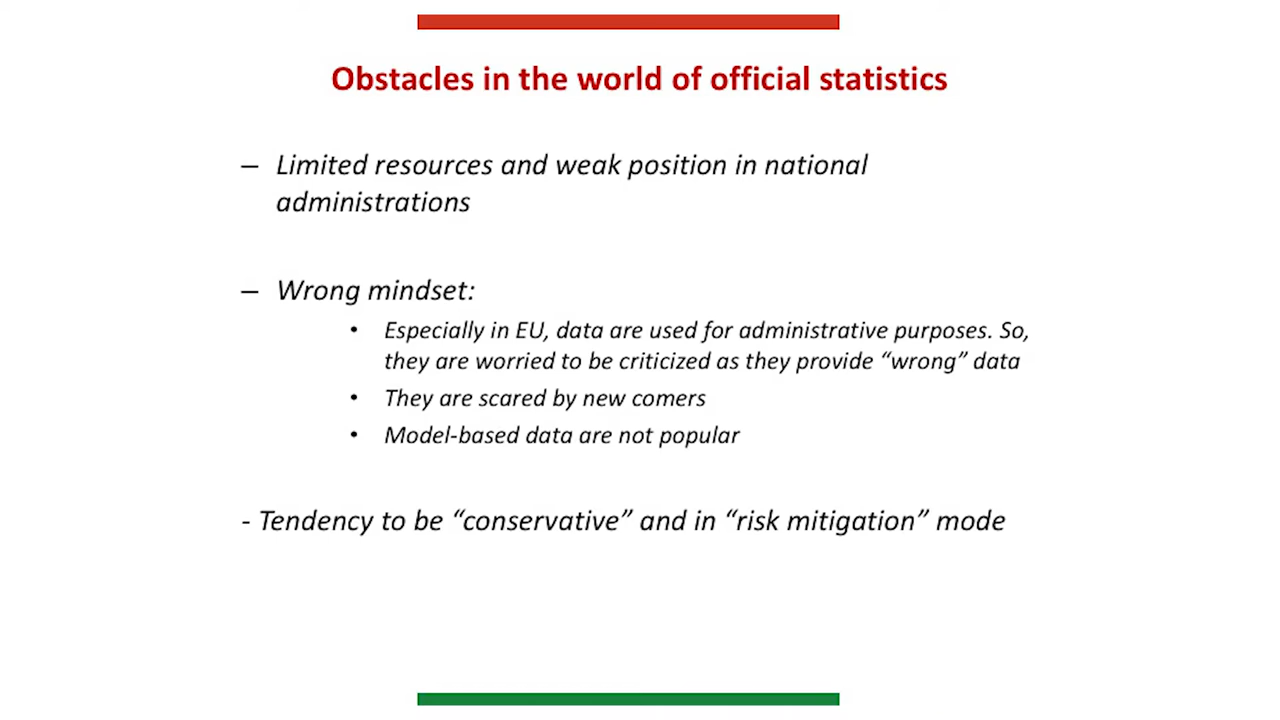 Obstacles in the world of official statistics
– Limited resources and weak position in national
administrations
– Wrong mindset:
• Especially in EU, data are used for administrative purposes. So,
they are worried to be criticized as they provide “wrong” data
• They are scared by new comers
• Model-based data are not popular
- Tendency to be “conservative” and in “risk mitigation” mode